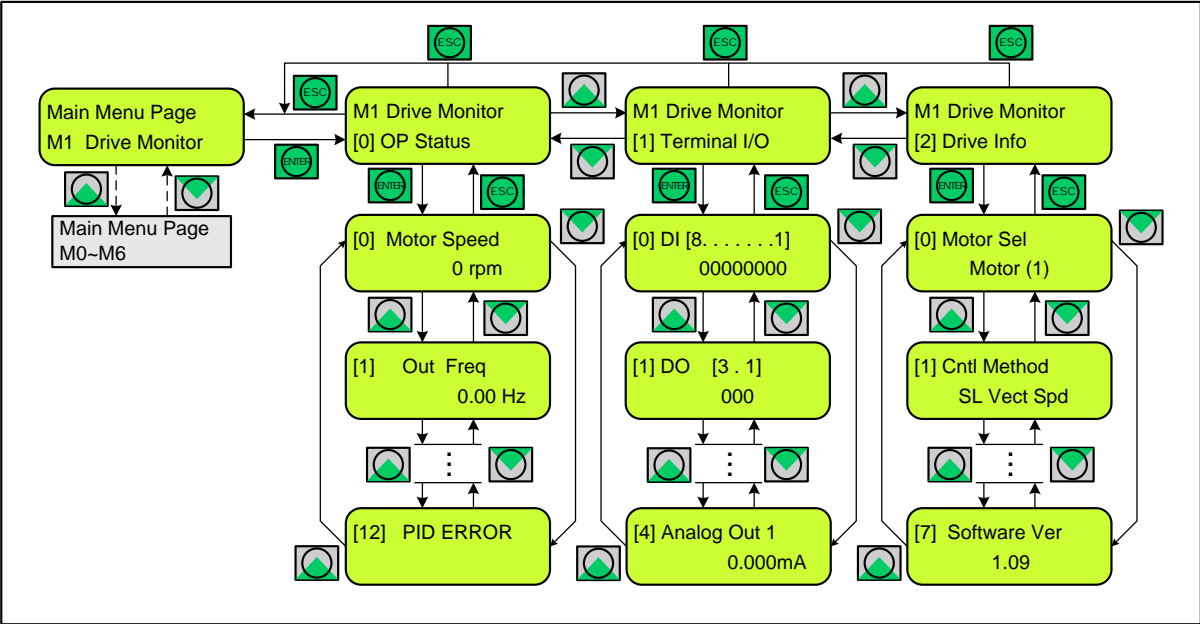 ESC
ESC
ESC
ESC
Main Menu Page
M1 Drive Monitor
ENTER
M1 Drive Monitor
[0] OP Status
M1 Drive Monitor
[1] Terminal I/O
M1 Drive Monitor
[2] Drive Info
Main Menu Page
M0~M6
ENTER
ESC
ENTER
ESC
ENTER
ESC
[0] Motor Speed
0 rpm
[0] DI [8. . . . . . .1]
00000000
[0] Motor Sel
Motor (1)
[1] Out Freq
0.00 Hz
[1] DO [3 . 1]
000
[1] Cntl Method
SL Vect Spd
[12] PID ERROR
[4] Analog Out 1
0.000mA
[7] Software Ver
1.09